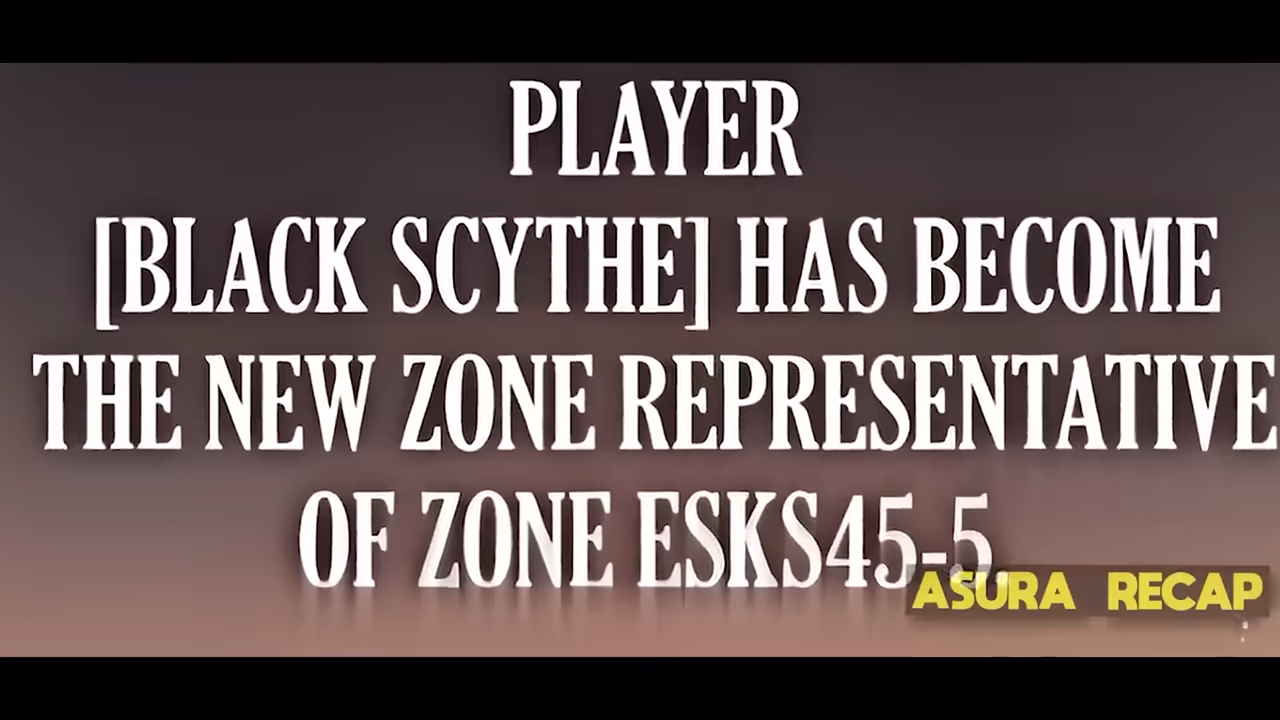 PLAYER
[BLACK SCYTHE] HAS BECOME
THE NEW ZONE REPRESENTATIVE
OF ZONE ESKS45-5.
ASURA RECAP